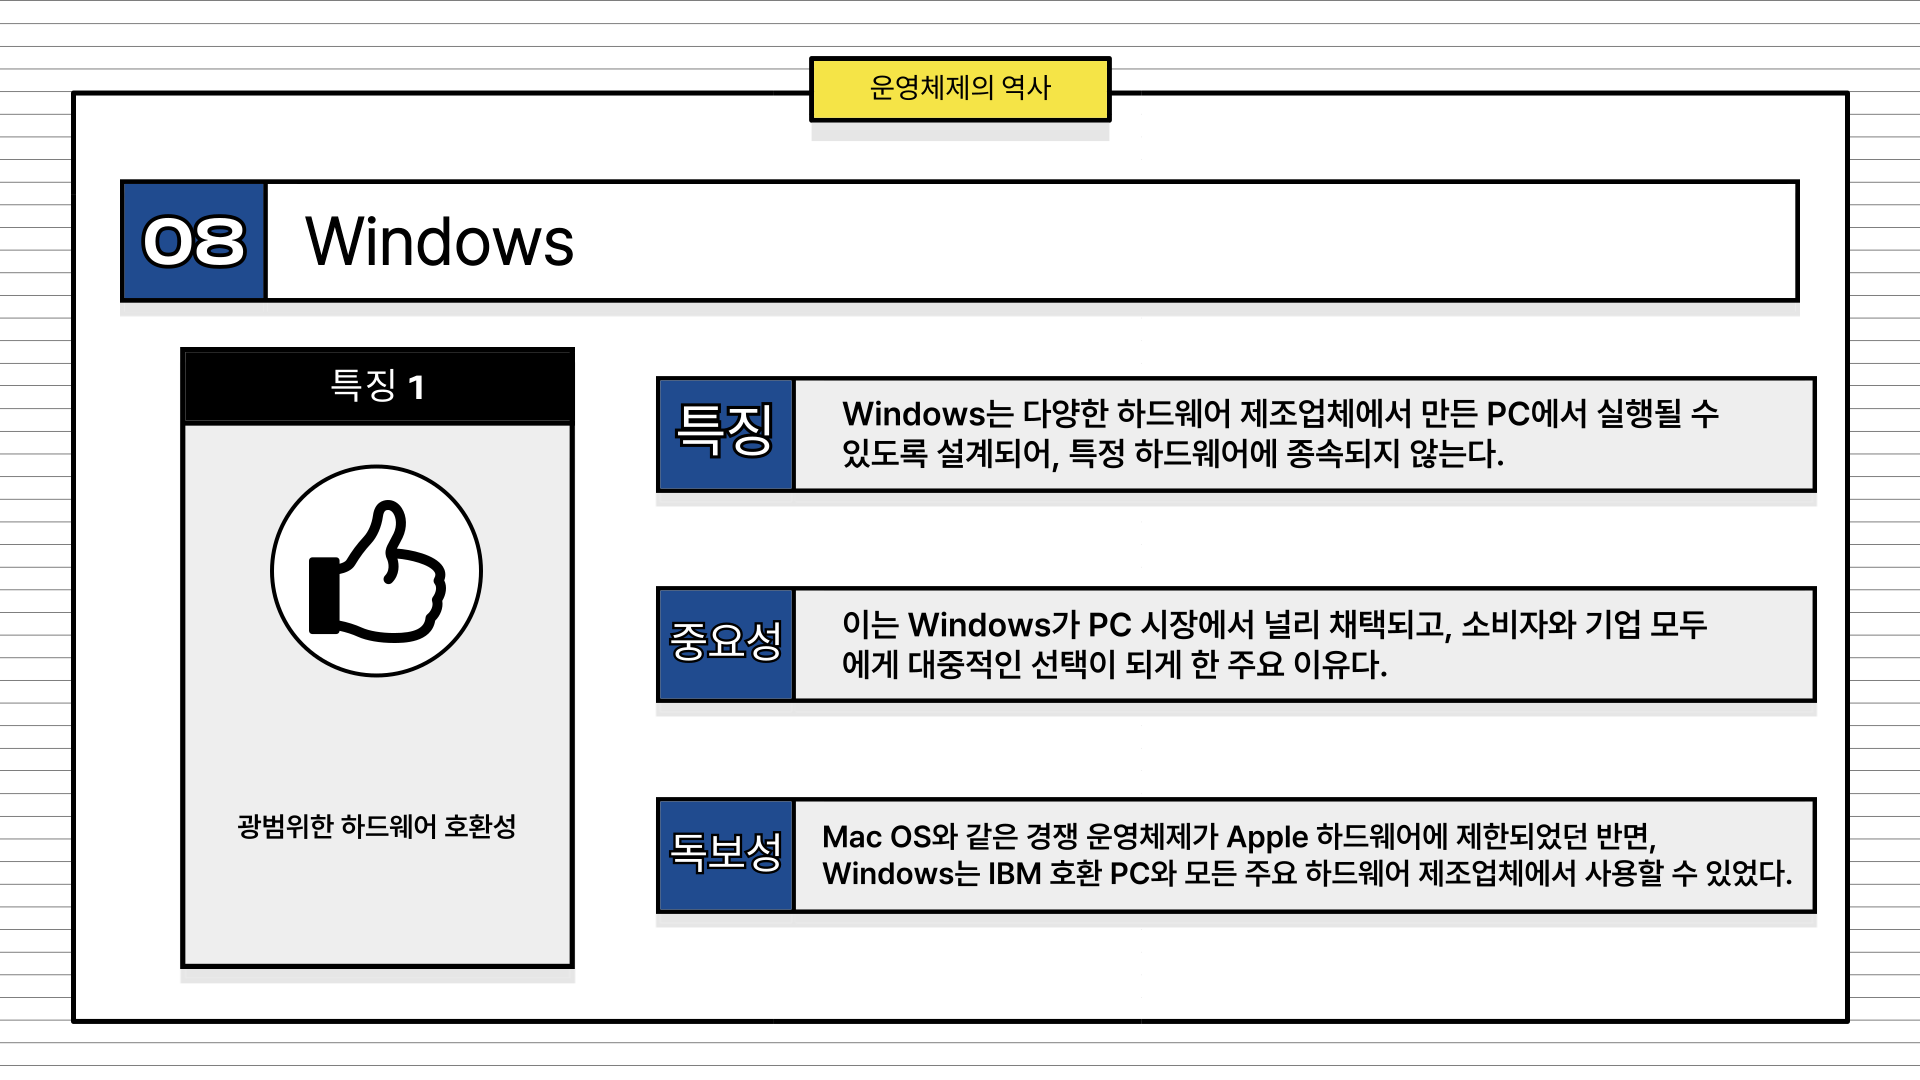 운영체제의 역사
08
Windows
특징 1
광범위한 하드웨어 호환성
특징
Windows는 다양한 하드웨어 제조업체에서 만든 PC에서 실행될 수
있도록 설계되어, 특정 하드웨어에 종속되지 않는다.
중요성
이는 Windows가 PC 시장에서 널리 채택되고, 소비자와 기업 모두
에게 대중적인 선택이 되게 한 주요 이유다.
독보성
Mac OS와 같은 경쟁 운영체제가 Apple 하드웨어에 제한되었던 반면,
Windows는 IBM 호환 PC와 모든 주요 하드웨어 제조업체에서 사용할 수 있었다.